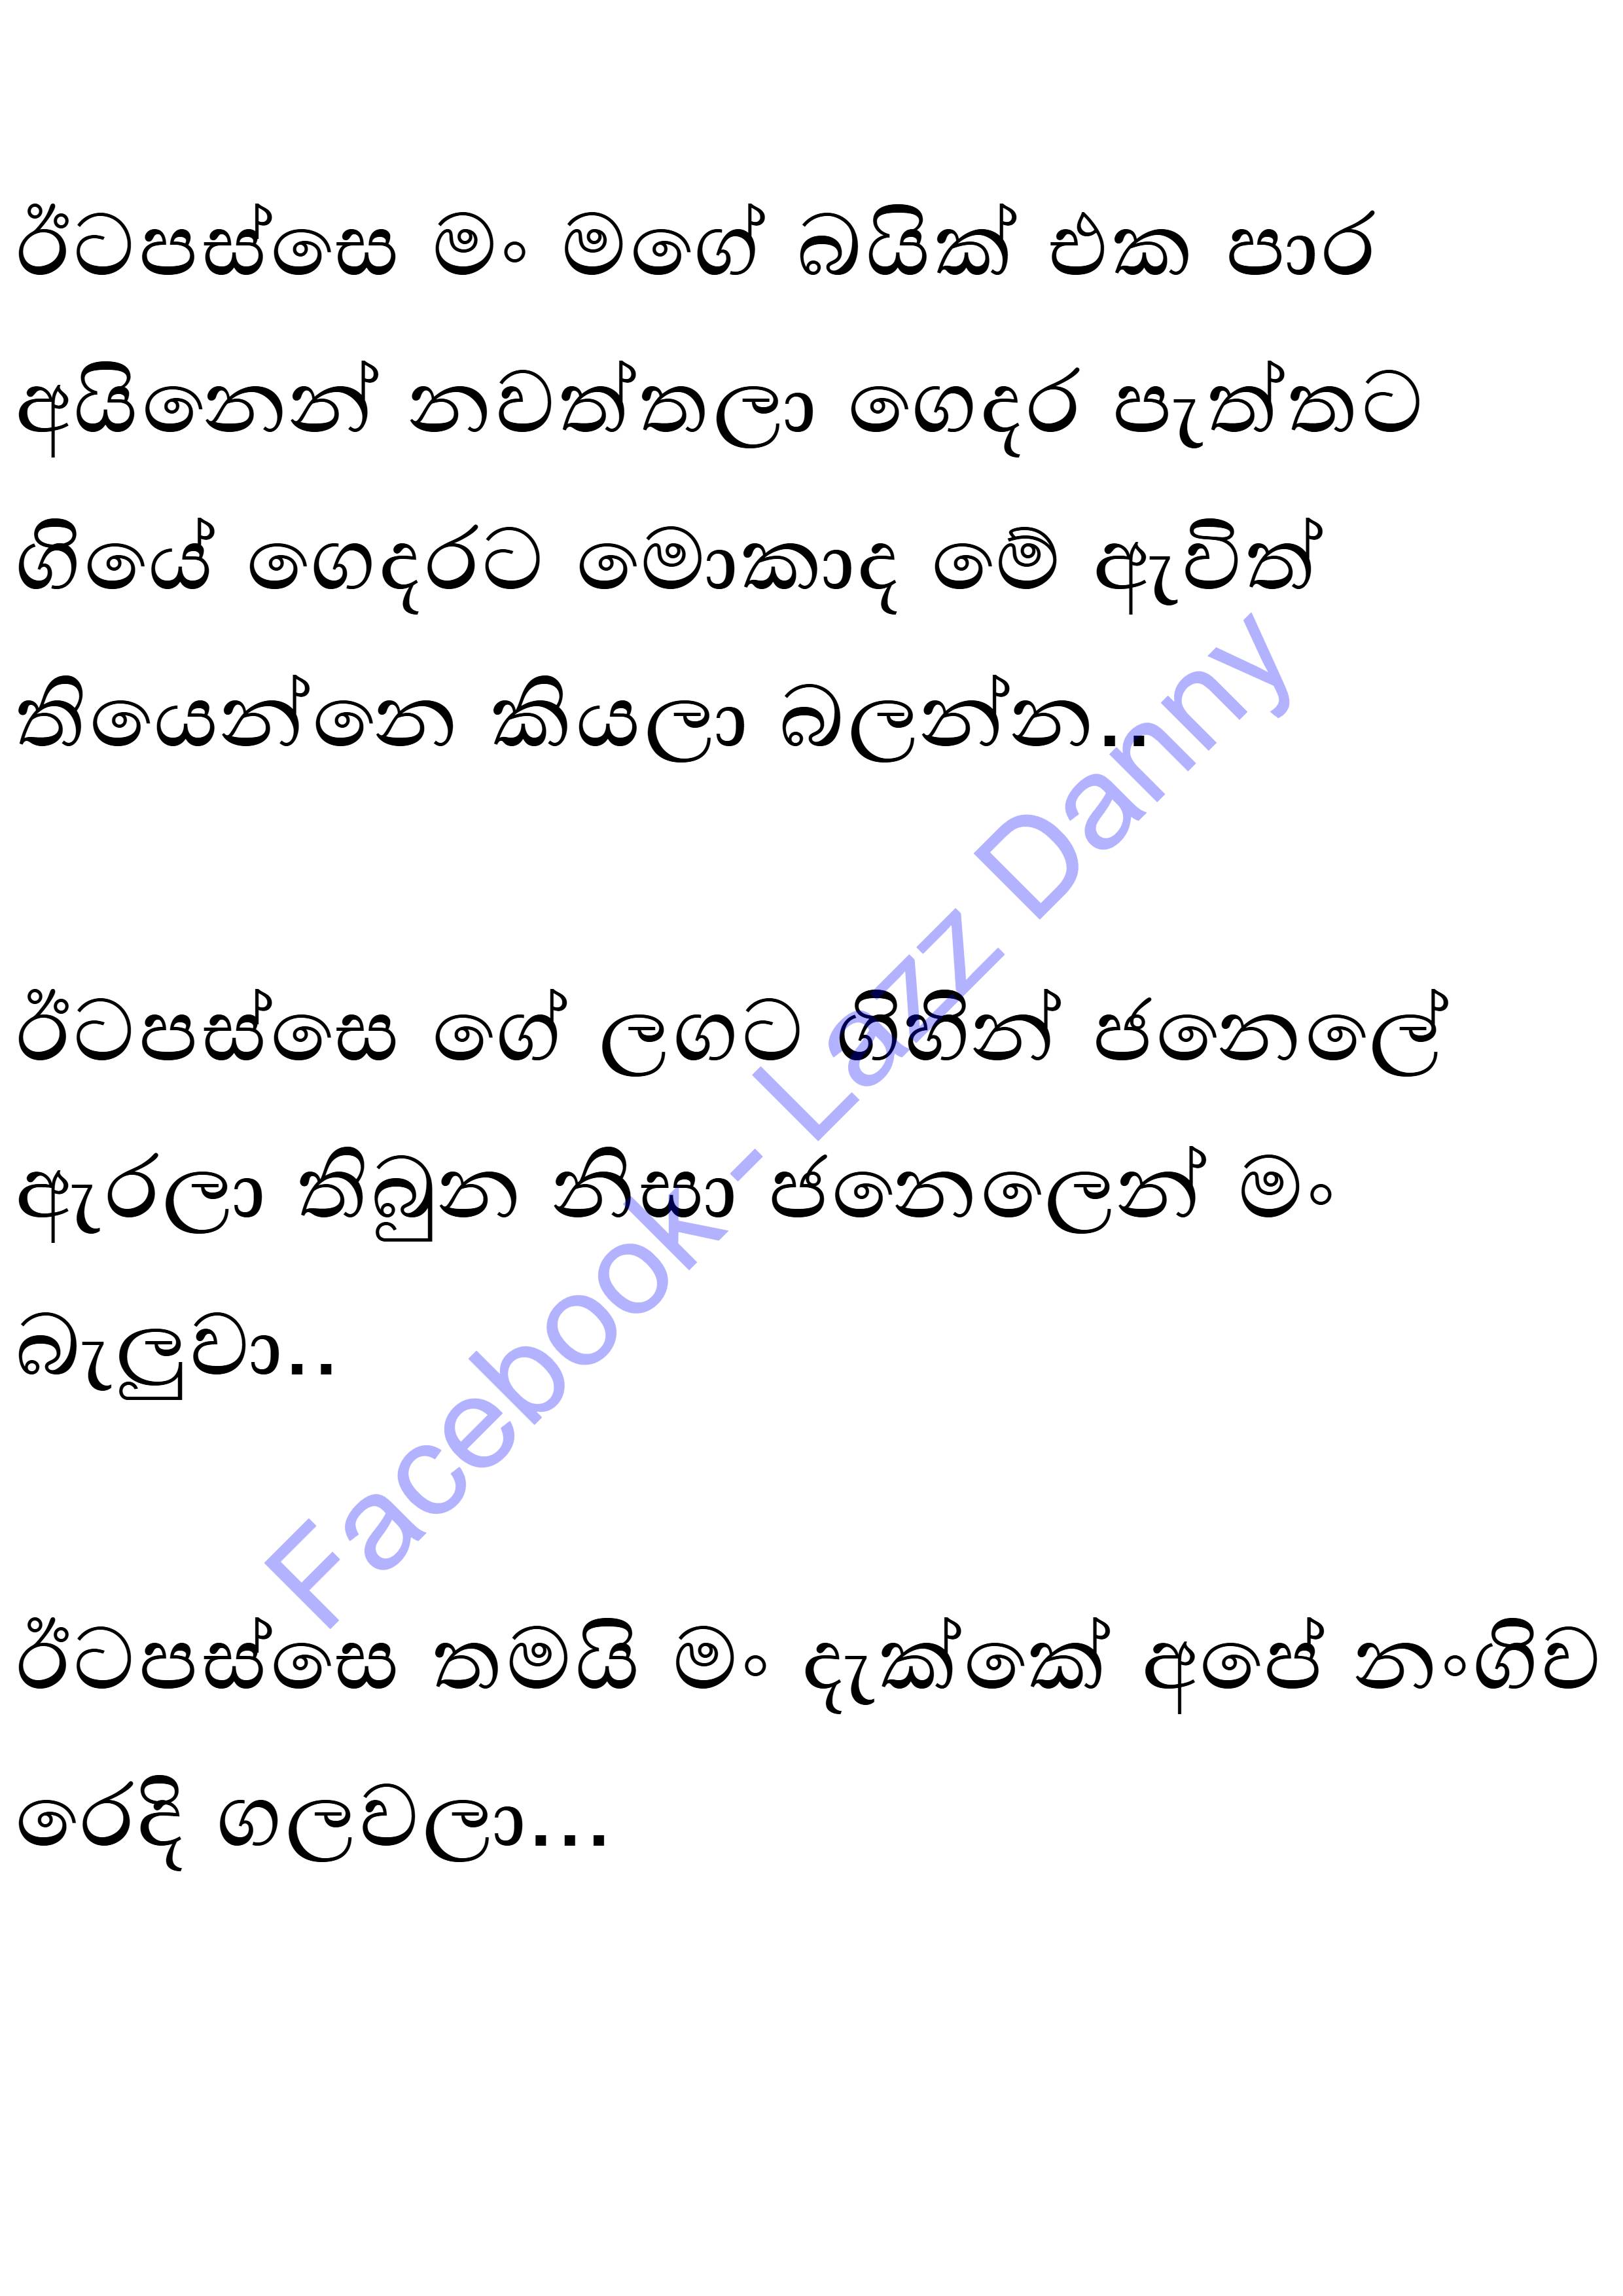 ඊටපස්සෙ මං මගේ බයික් එක පාර
අයිනෙන් නවත්තලා ගෙදර පැත්තට
ගියේ ගෙදරට මොකාද මේ ඇවිත්
තියෙන්නෙ කියලා බලන්න..
ඊටපස්සෙ ගේ ලගට ගිහින් ජනෙලේ
ඇරලා තිබුන නිසා ජනෙලෙන් මං
බැලුවා..
ඊටපස්සෙ තමයි මං දැක්කේ අපේ නංගිව
රෙදි ගලවලා...
Facebook - Lazz Danny